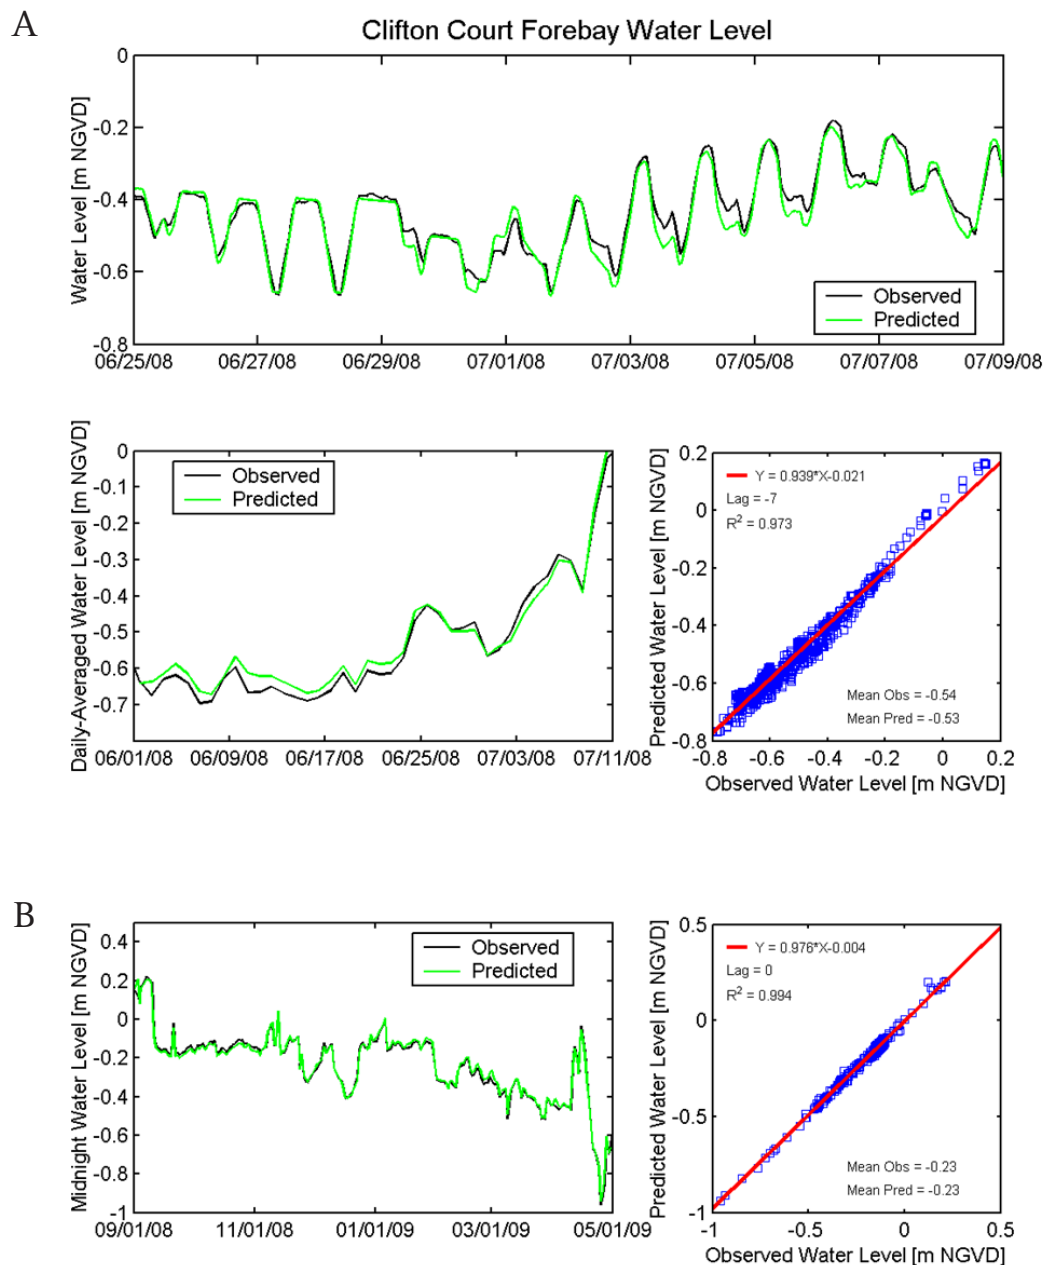 A
Clifton Court Forebay Water Level
Water Level [m NGVD]
0
-0.2
-0.4
-0.6
-0.8
Observed
Predicted
06/25/08 06/27/08 06/29/08 07/01/08 07/03/08 07/05/08 07/07/08 07/09/08
Daily-Averaged Water Level [m NGVD]
0
-0.1
-0.2
-0.3
-0.4
-0.5
-0.6
-0.7
Observed
Predicted
06/01/08 06/09/08 06/17/08 06/25/08 07/03/08 07/11/08
Predicted Water Level [m NGVD]
0.2
0
-0.2
-0.4
-0.6
-0.8
Y = 0.939*X-0.021
Lag = -7
R² = 0.973
Mean Obs = -0.54
Mean Pred = -0.53
-0.8 -0.6 -0.4 -0.2 0 0.2
Observed Water Level [m NGVD]
B
Midnight Water Level [m NGVD]
0.4
0.2
0
-0.2
-0.4
-0.6
-0.8
-1
Observed
Predicted
09/01/08 11/01/08 01/01/09 03/01/09 05/01/09
Predicted Water Level [m NGVD]
0.5
0
-0.5
-1
Y = 0.976*X-0.004
Lag = 0
R² = 0.994
Mean Obs = -0.23
Mean Pred = -0.23
-1 -0.5 0 0.5
Observed Water Level [m NGVD]